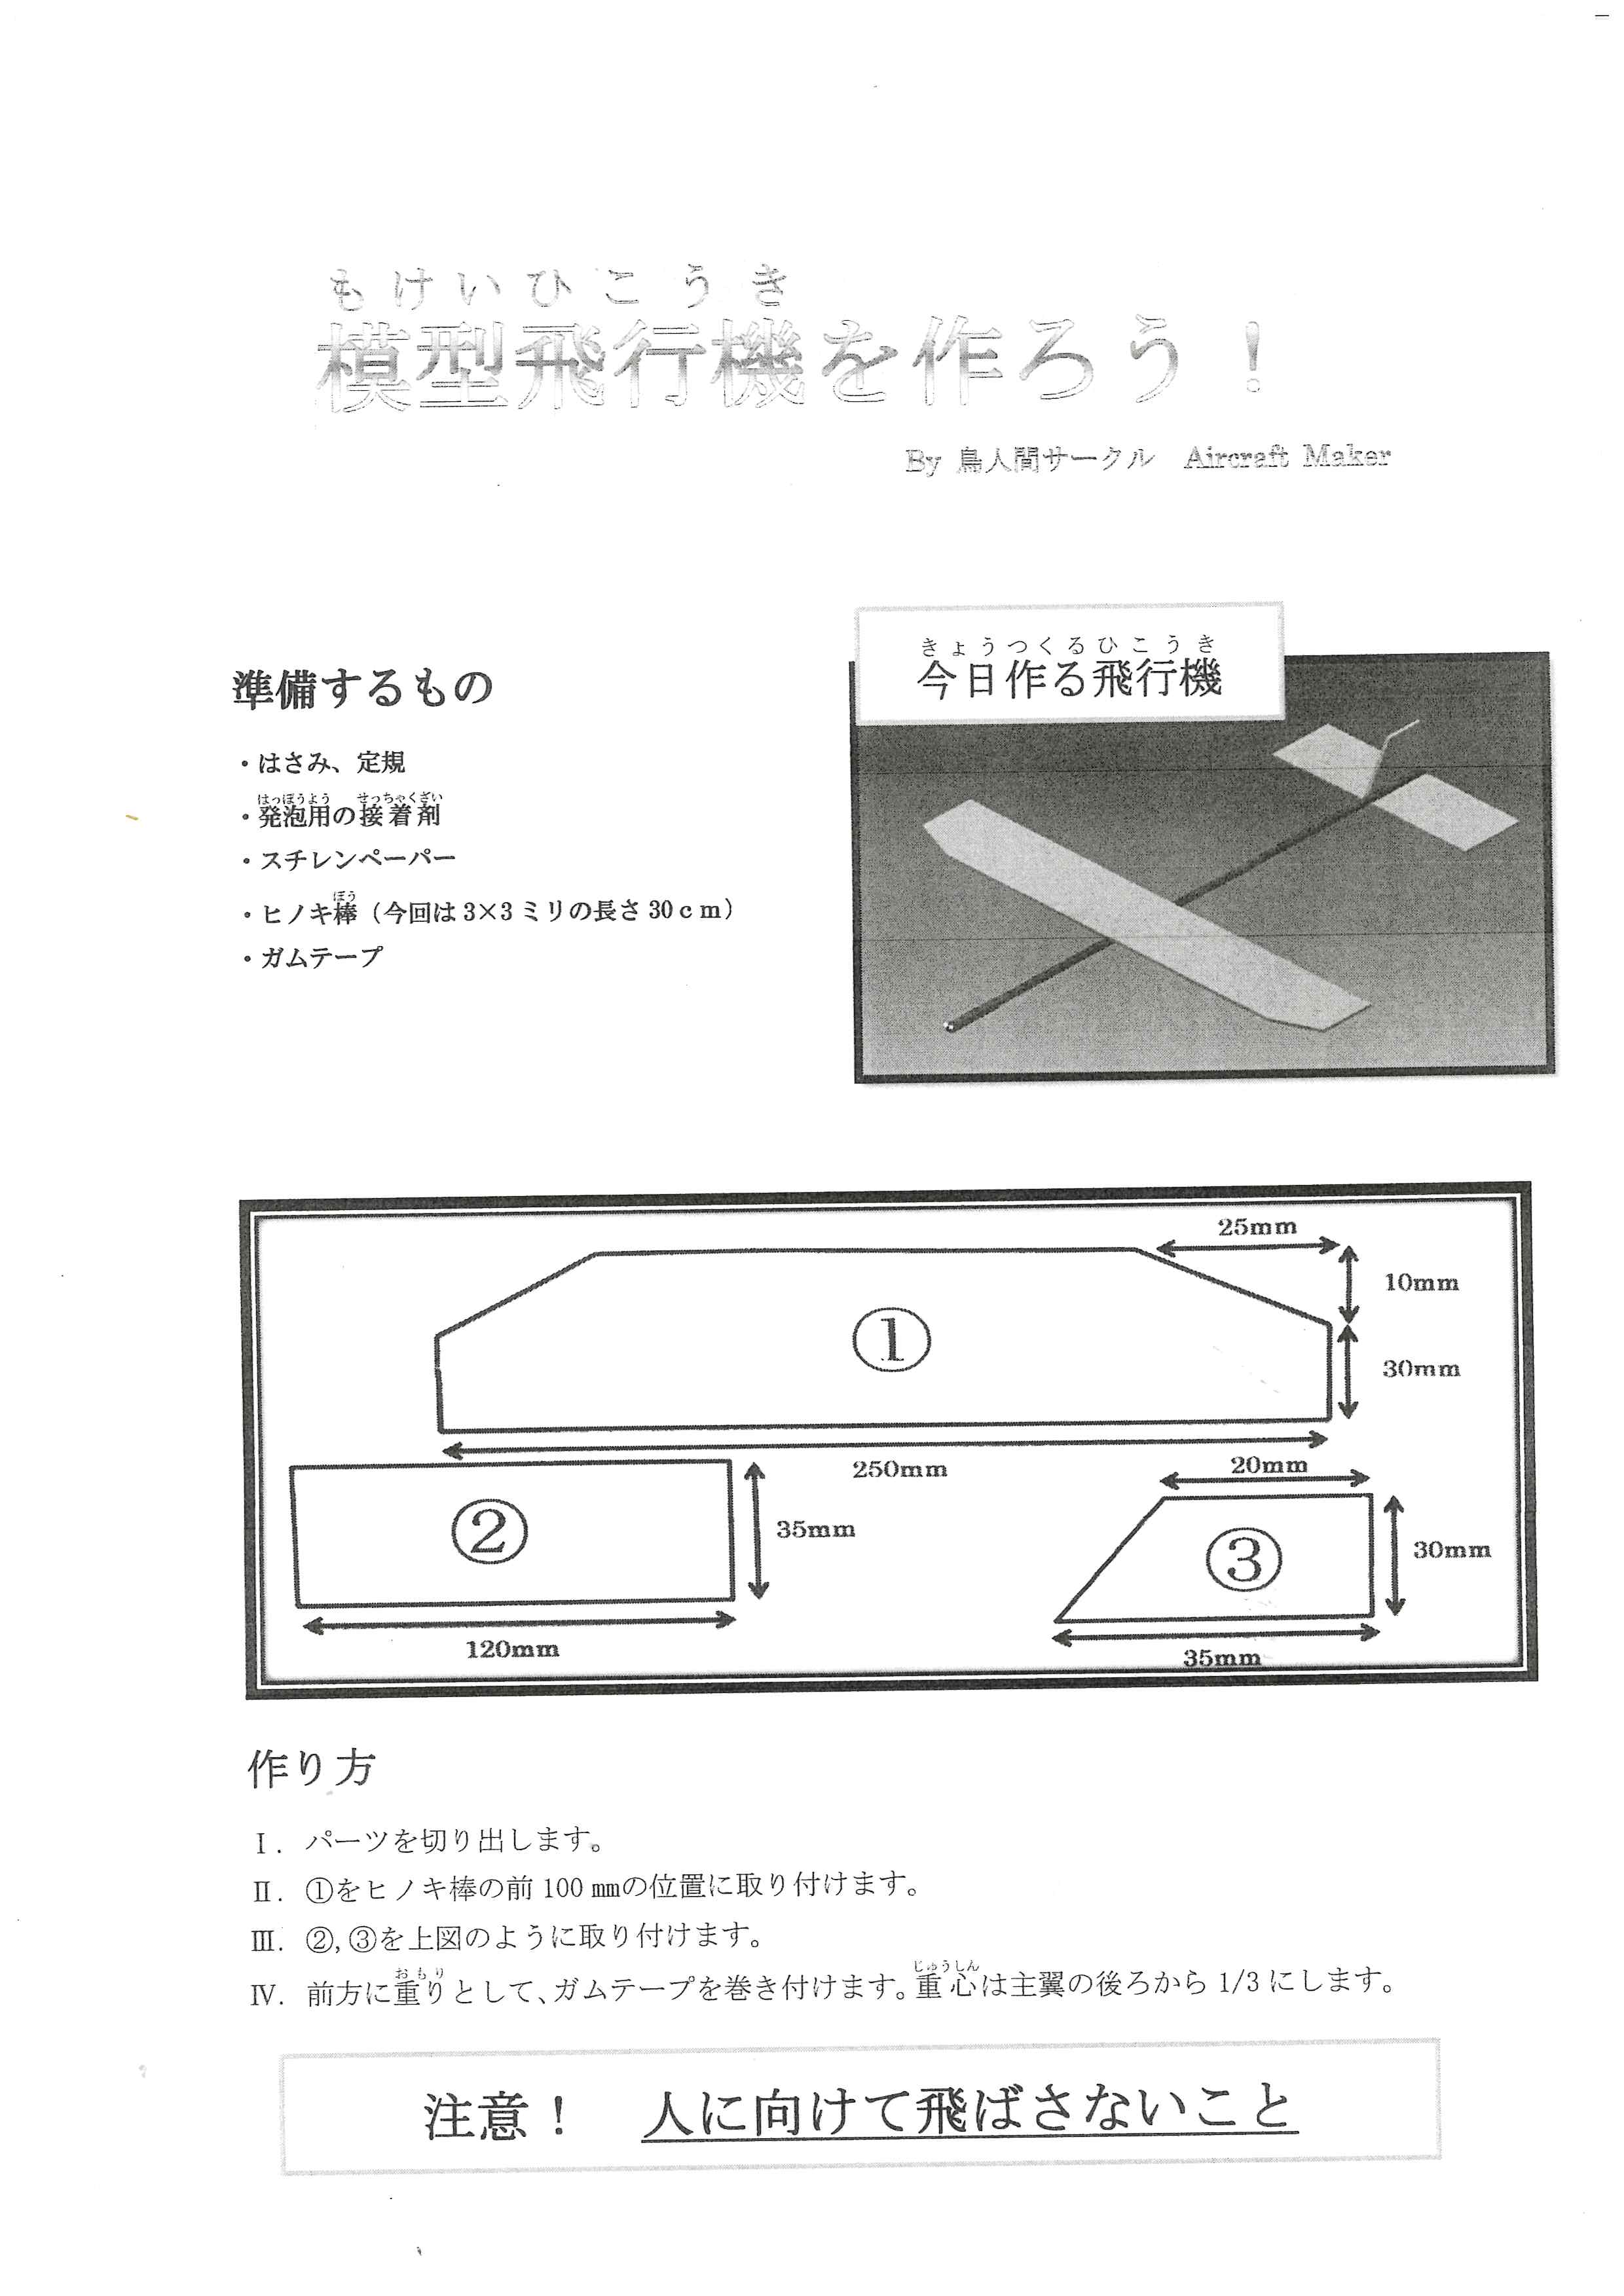 もけいひこうき
模型飛行機を作ろう！
By 鳥人間サークル　Aircraft Maker
きょうつくるひこうき
今日作る飛行機
準備するもの
・はさみ、定規
はっぽうよう　せっちゃくざい
・発泡用の接着剤
・スチレンペーパー
ぼう
・ヒノキ棒（今回は3×3ミリの長さ30ｃｍ）
・ガムテープ
25mm
10mm
①
30mm
250mm
20mm
②
35mm
③
30mm
120mm
35mm
作り方
Ⅰ．パーツを切り出します。
Ⅱ．①をヒノキ棒の前100㎜の位置に取り付けます。
Ⅲ．②,③を上図のように取り付けます。
おもり　じゅうしん
Ⅳ．前方に重りとして、ガムテープを巻き付けます。重心は主翼の後ろから1/3にします。
注意！　人に向けて飛ばさないこと